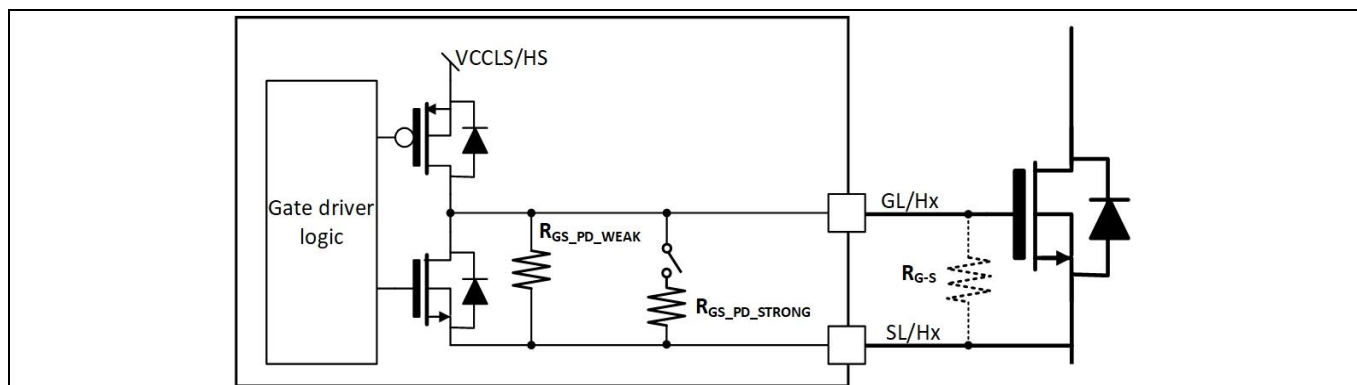 VCCLS/HS
Gate driver
logic
RGS_PD_WEAK
RGS_PD_STRONG
GL/Hx
RG-S
SL/Hx